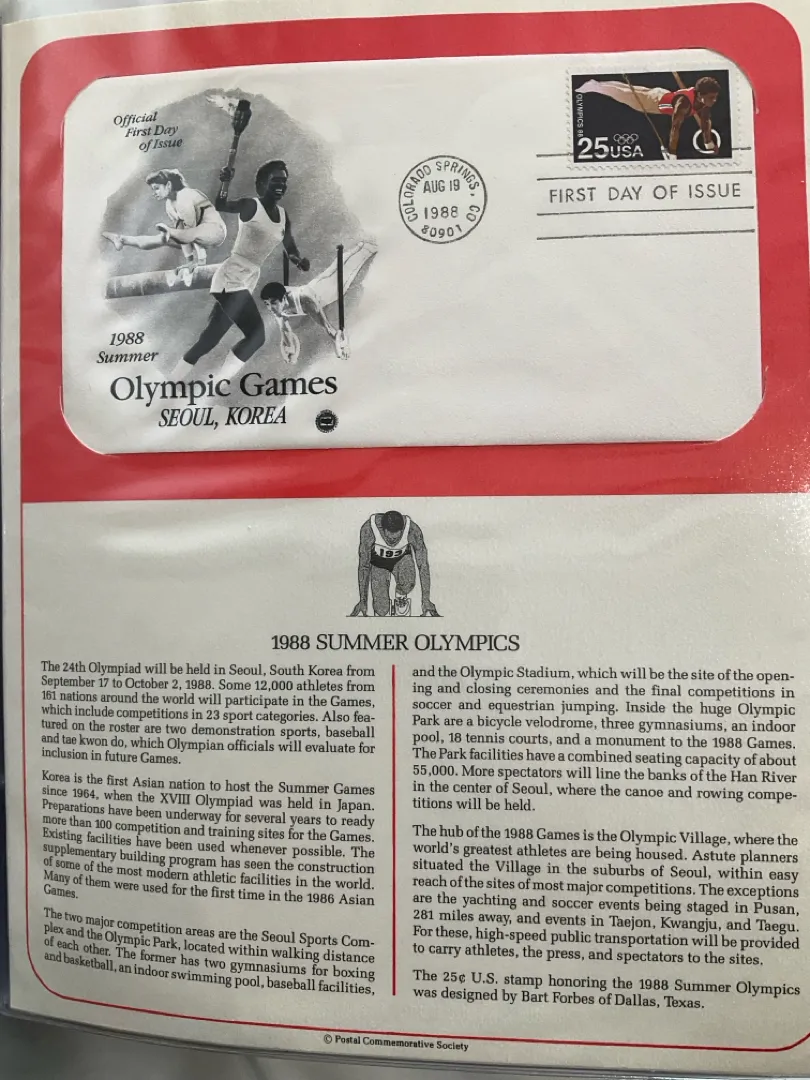 Official
First Day
of Issue
1988
Summer
Olympic Games
SEOUL, KOREA
COLORADO SPRINGS, CO
AUG 19
1988
80901
OLYMPICS 88
25USA
FIRST DAY OF ISSUE
193
1988 SUMMER OLYMPICS
The 24th Olympiad will be held in Seoul, South Korea from
September 17 to October 2, 1988. Some 12,000 athletes from
161 nations around the world will participate in the Games,
which include competitions in 23 sport categories. Also fea-
tured on the roster are two demonstration sports, baseball
and tae kwon do, which Olympian officials will evaluate for
inclusion in future Games.
Korea is the first Asian nation to host the Summer Games
since 1964, when the XVIII Olympiad was held in Japan.
Preparations have been underway for several years to ready
more than 100 competition and training sites for the Games.
Existing facilities have been used whenever possible. The
supplementary building program has seen the construction
of some of the most modern athletic facilities in the world.
Many of them were used for the first time in the 1986 Asian
Games.
The two major competition areas are the Seoul Sports Com-
plex and the Olympic Park, located within walking distance
of each other. The former has two gymnasiums for boxing
and basketball, an indoor swimming pool, baseball facilities,
and the Olympic Stadium, which will be the site of the open-
ing and closing ceremonies and the final competitions in
soccer and equestrian jumping. Inside the huge Olympic
Park are a bicycle velodrome, three gymnasiums, an indoor
pool, 18 tennis courts, and a monument to the 1988 Games.
The Park facilities have a combined seating capacity of about
55,000. More spectators will line the banks of the Han River
in the center of Seoul, where the canoe and rowing compe-
titions will be held.
The hub of the 1988 Games is the Olympic Village, where the
world's greatest athletes are being housed. Astute planners
situated the Village in the suburbs of Seoul, within easy
reach of the sites of most major competitions. The exceptions
are the yachting and soccer events being staged in Pusan,
281 miles away, and events in Taejon, Kwangju, and Taegu.
For these, high-speed public transportation will be provided
to carry athletes, the press, and spectators to the sites.
The 25¢ U.S. stamp honoring the 1988 Summer Olympics
was designed by Bart Forbes of Dallas, Texas.
© Postal Commemorative Society